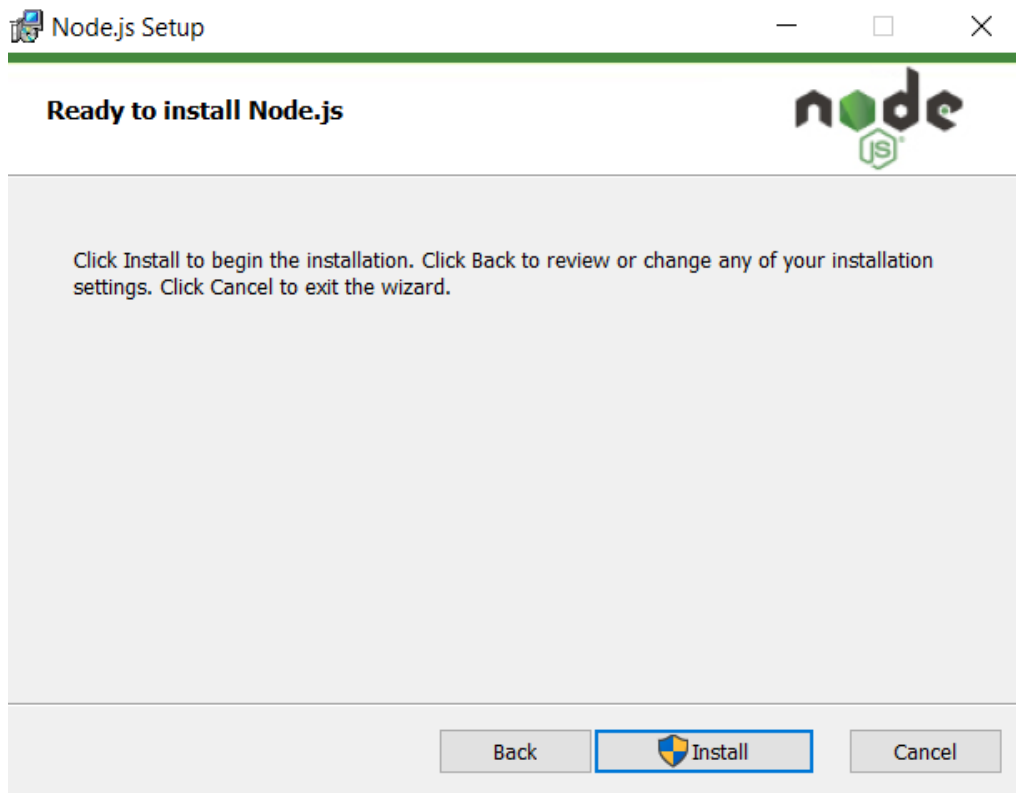 Node.js Setup
Ready to install Node.js
node
JS
Click Install to begin the installation. Click Back to review or change any of your installation
settings. Click Cancel to exit the wizard.
Back
Install
Cancel